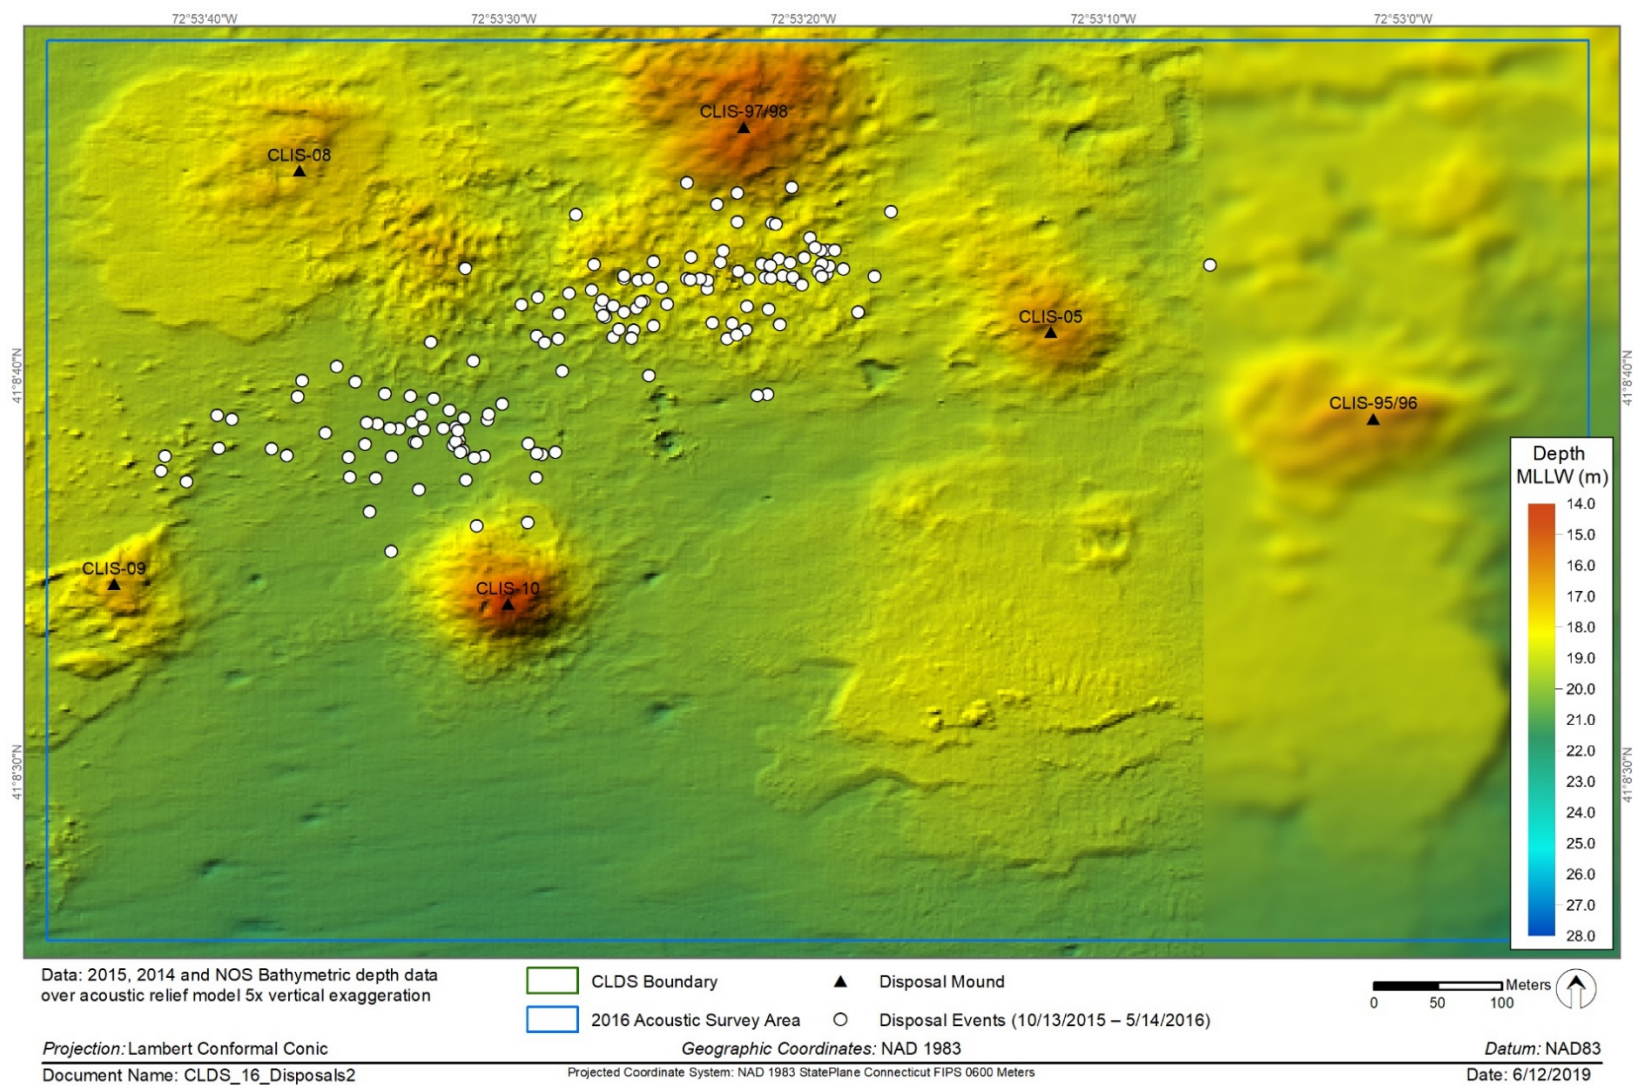 72°53'40"W 72°53'30"W 72°53'20"W 72°53'10"W 72°53'0"W
CLIS-97/98
CLIS-08
CLIS-05
41°8'40"N 41°8'40"N
CLIS-95/96
CLIS-09
CLIS-10
41°8'30"N 41°8'30"N
Depth
MLLW (m)
14.0
15.0
16.0
17.0
18.0
19.0
20.0
21.0
22.0
23.0
24.0
25.0
26.0
27.0
28.0
Data: 2015, 2014 and NOS Bathymetric depth data
over acoustic relief model 5x vertical exaggeration
CLDS Boundary
2016 Acoustic Survey Area
Disposal Mound
Disposal Events (10/13/2015 – 5/14/2016)
Meters
0 50 100
Projection: Lambert Conformal Conic
Geographic Coordinates: NAD 1983
Datum: NAD83
Document Name: CLDS_16_Disposals2
Projected Coordinate System: NAD 1983 StatePlane Connecticut FIPS 0600 Meters
Date: 6/12/2019